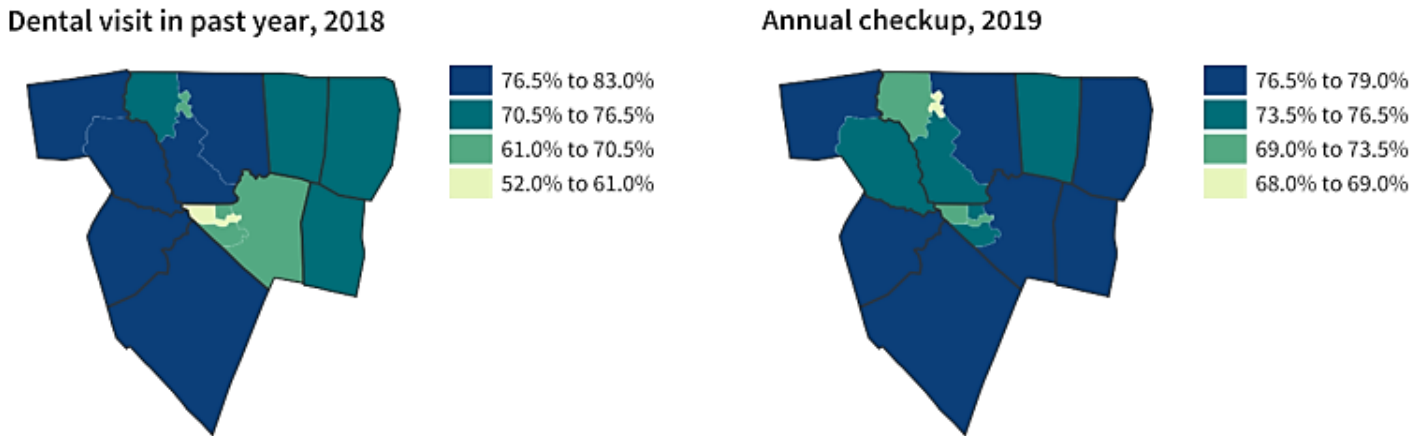 Dental visit in past year, 2018
76.5% to 83.0%
70.5% to 76.5%
61.0% to 70.5%
52.0% to 61.0%
Annual checkup, 2019
76.5% to 79.0%
73.5% to 76.5%
69.0% to 73.5%
68.0% to 69.0%